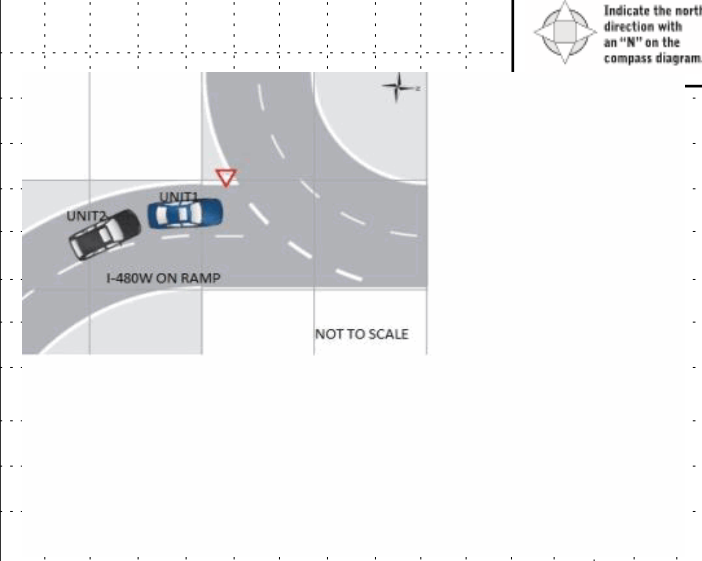 Indicate the north
direction with
an “N” on the
compass diagram.
UNIT1
UNIT2
I-480W ON RAMP
NOT TO SCALE